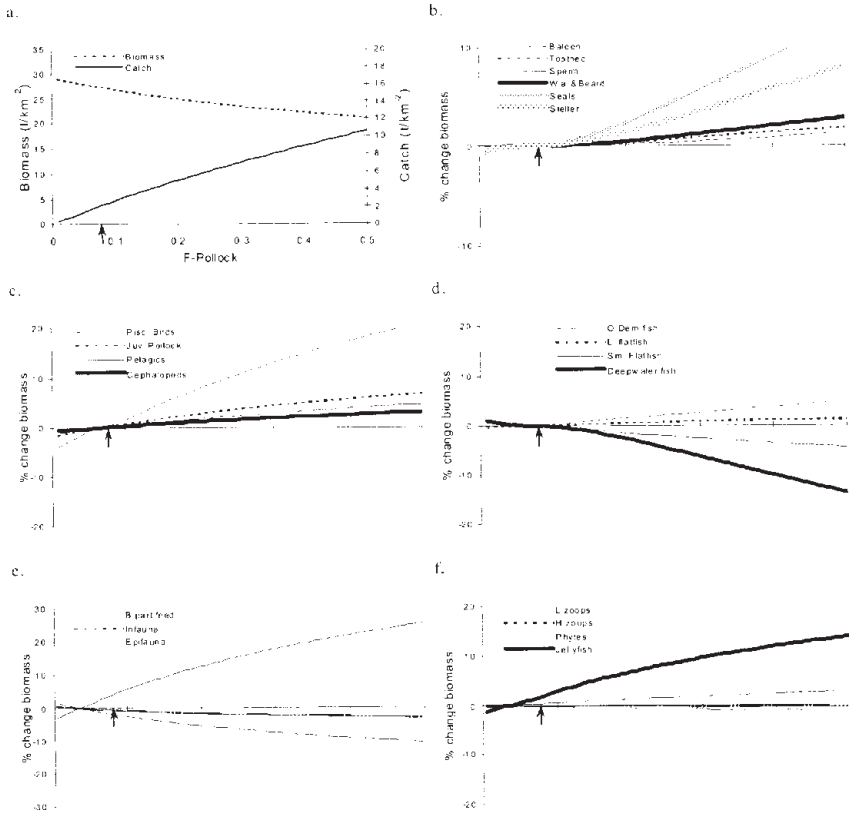 a.
Biomass
Catch
35
30
25
20
15
10
5
0
Biomass (t/km²)
20
18
16
14
12
10
8
6
4
2
0
Catch (t/km⁻²)
0
0.1
0.2
0.3
0.4
0.5
F-Pollock
b.
Baleen
Toothed
Sperm
Wal & Beard
Seals
Steller
10
0
-10
% change biomass
c.
Pisc. Birds
Juv. Pollock
Pelagics
Cephalopods
20
10
0
-10
-20
% change biomass
d.
O.Dem fish
L. flatfish
Sm. Flatfish
Deepwater fish
20
10
0
-10
-20
% change biomass
e.
B.part feed
Infauna
Epifauna
30
20
10
0
-10
-20
-30
% change biomass
f.
L zoops
H zoops
Phytes
Jellyfish
20
10
0
-10
-20
% change biomass